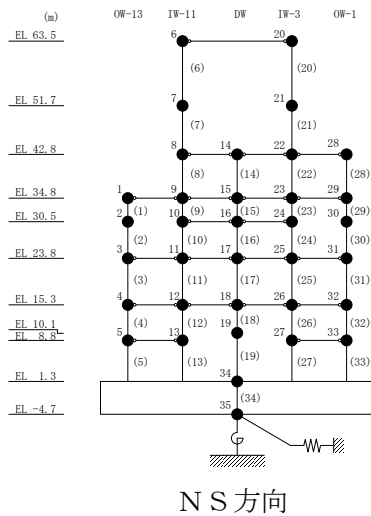 (m) OW-13 IW-11 DW IW-3 OW-1
EL 63.5 6 20
(6) (20)
EL 51.7 7 21
(7) (21)
EL 42.8 8 14 22 28
(8) (14) (22) (28)
EL 34.8 1 9 15 23 29
(1) (9) (15) (23) (29)
EL 30.5 2 10 16 24 30
(2) (10) (16) (24) (30)
EL 23.8 3 11 17 25 31
(3) (11) (17) (25) (31)
EL 15.3 4 12 18 26 32
(4) (12) (18) (26) (32)
EL 10.1 19
EL 8.8 5 13 27 33
(5) (13) (19) (27) (33)
EL 1.3 34
(34)
EL -4.7 35
NS方向